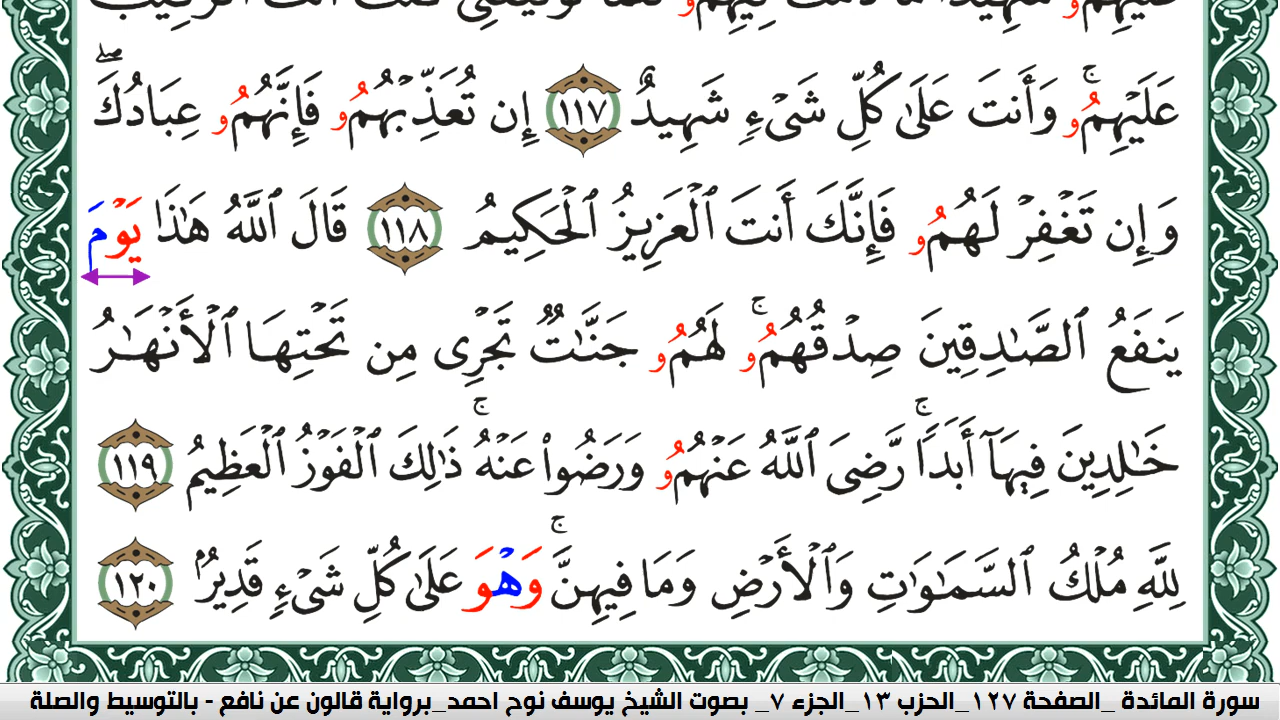 عَلَيْهِمُۥ وَأَنتَ عَلَىٰ كُلِّ شَىْءٍ شَهِيدٌ ١١٧ إِن تُعَذِّبْهُمُۥ فَإِنَّهُمُۥ عِبَادُكَ
وَإِن تَغْفِرْ لَهُمُۥ فَإِنَّكَ أَنتَ ٱلْعَزِيزُ ٱلْحَكِيمُ ١١٨ قَالَ ٱللَّهُ هَٰذَا يَوْمَ
يَنفَعُ ٱلصَّٰدِقِينَ صِدْقُهُمُۥ لَهُمُۥ جَنَّٰتٌ تَجْرِى مِن تَحْتِهَا ٱلْأَنْهَٰرُ
خَٰلِدِينَ فِيهَآ أَبَدًا رَّضِىَ ٱللَّهُ عَنْهُمُۥ وَرَضُواْ عَنْهُ ذَٰلِكَ ٱلْفَوْزُ ٱلْعَظِيمُ ١١٩
لِلَّهِ مُلْكُ ٱلسَّمَٰوَٰتِ وَٱلْأَرْضِ وَمَا فِيهِنَّ وَهْوَ عَلَىٰ كُلِّ شَىْءٍ قَدِيرٌ ١٢٠
سورة المائدة _الصفحة ١٢٧_الحزب ١٣_الجزء ٧_ بصوت الشيخ يوسف نوح احمد_برواية قالون عن نافع - بالتوسيط والصلة